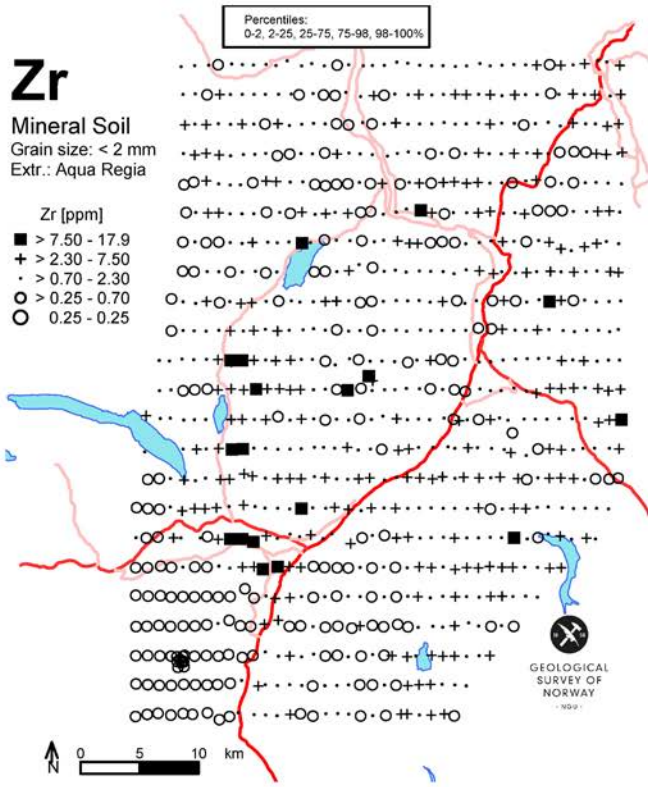 Percentiles:
0-2, 2-25, 25-75, 75-98, 98-100%
Zr
Mineral Soil
Grain size: < 2 mm
Extr.: Aqua Regia
Zr [ppm]
> 7.50 - 17.9
> 2.30 - 7.50
> 0.70 - 2.30
> 0.25 - 0.70
0.25 - 0.25
GEOLOGICAL
SURVEY OF
NORWAY
- NGU -
N
0 5 10 km